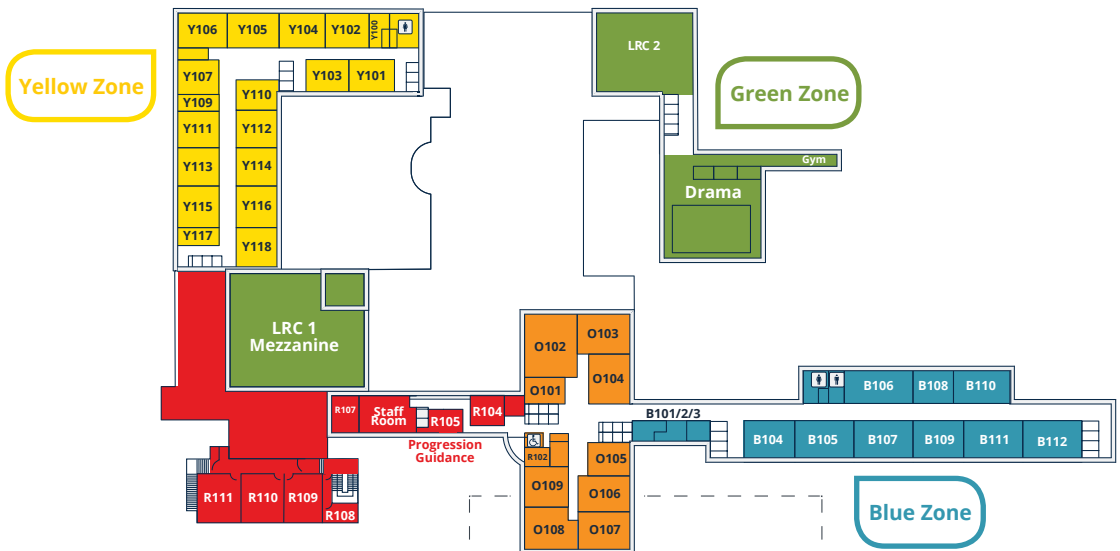 Y106
Y105
Y104
Y102
Y100
Yellow Zone
Y107
Y103
Y101
Y109
Y110
Y111
Y112
Y113
Y114
Y115
Y116
Y117
Y118
LRC 2
Green Zone
Gym
Drama
LRC 1
Mezzanine
O102
O103
O101
O104
R107
Staff
Room
R105
R104
Progression
Guidance
R102
O105
O109
O106
O108
O107
B101/2/3
B106
B108
B110
B104
B105
B107
B109
B111
B112
Blue Zone
R111
R110
R109
R108